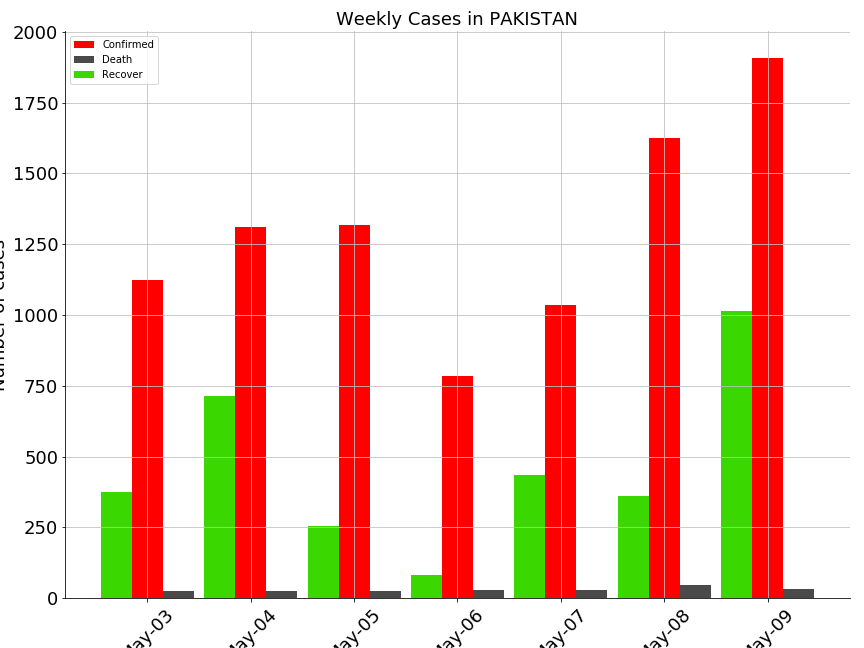 Weekly Cases in PAKISTAN
2000
1750
1500
1250
1000
750
500
250
0
Confirmed
Death
Recover
Number of cases
May-03
May-04
May-05
May-06
May-07
May-08
May-09